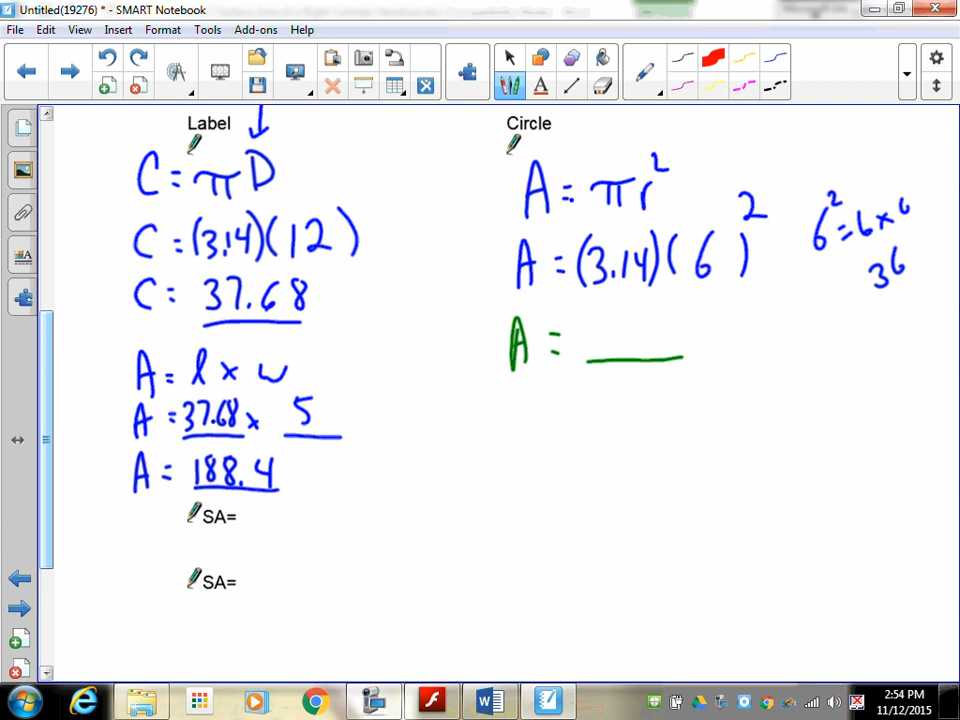 Untitled(19276) * - SMART Notebook
File Edit View Insert Format Tools Add-ons Help
Label
C = πD
C = (3.14)(12)
C = 37.68
A = l x w
A = 37.68 x 5
A = 188.4
SA=
SA=
Circle
A = πr²
A = (3.14)(6)²
6² = 6 x 6
36
A = ____
2:54 PM
11/12/2015